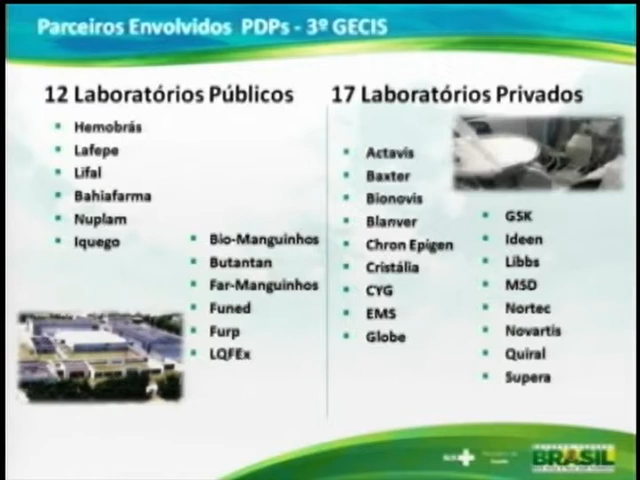 Parceiros Envolvidos PDPs - 3º GECIS
12 Laboratórios Públicos
Hemobrás
Lafepe
Lifal
Bahiafarma
Nuplam
Iquego
Bio-Manguinhos
Butantan
Far-Manguinhos
Funed
Furp
LQFEx
17 Laboratórios Privados
Actavis
Baxter
Bionovis
Blanver
Chron Epigen
Cristália
CYG
EMS
Globe
GSK
Ideen
Libbs
MSD
Nortec
Novartis
Quiral
Supera
SUS
BRASIL